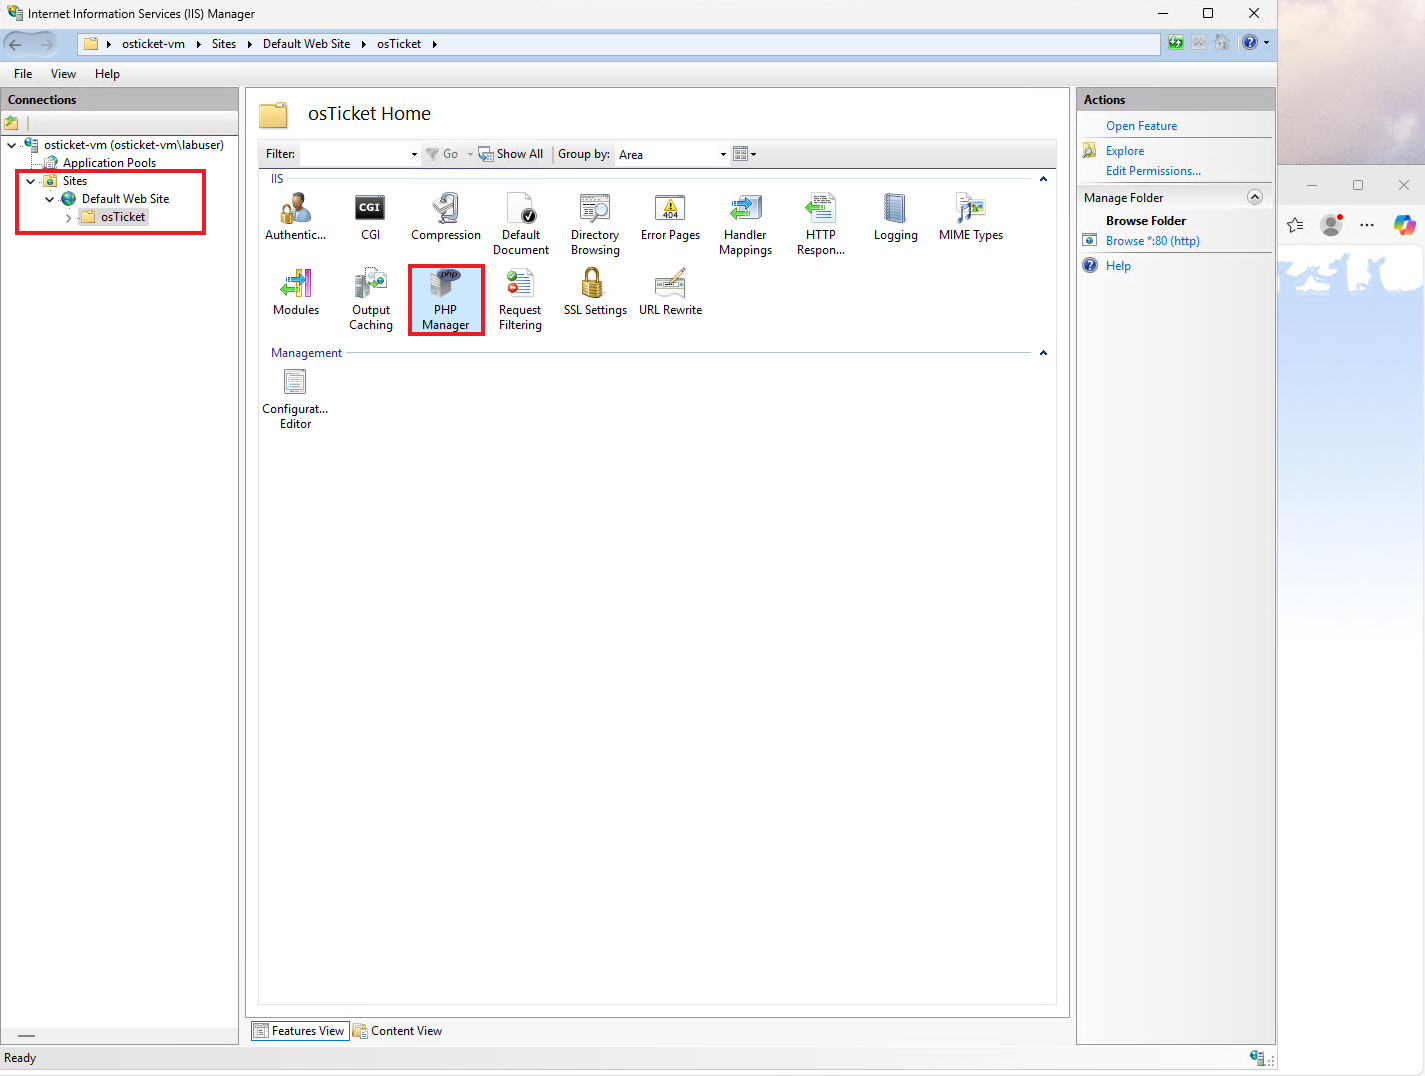 Internet Information Services (IIS) Manager
osticket-vm Sites Default Web Site osTicket
File View Help
Connections
osticket-vm (osticket-vm\labuser)
Application Pools
Sites
Default Web Site
osTicket
osTicket Home
Filter: Go Show All Group by: Area
IIS
Authentic...
CGI
CGI
Compression
Default
Document
Directory
Browsing
404
Error Pages
Handler
Mappings
HTTP
Respon...
Logging
MIME Types
Modules
Output
Caching
php
PHP
Manager
Request
Filtering
SSL Settings
URL Rewrite
Management
Configurat...
Editor
Features View Content View
Actions
Open Feature
Explore
Edit Permissions...
Manage Folder
Browse Folder
Browse *:80 (http)
Help
Ready